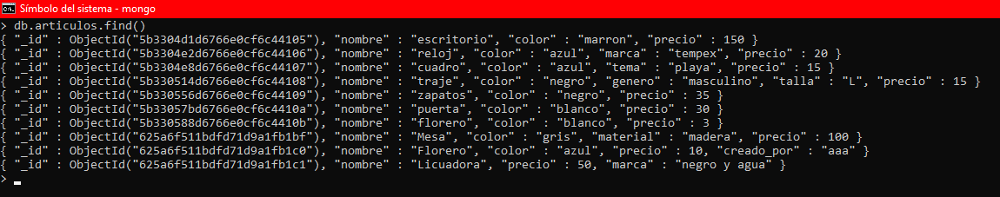 Símbolo del sistema - mongo
> db.articulos.find()
{ "_id" : ObjectId("5b3304d1d6766e0cf6c44105"), "nombre" : "escritorio", "color" : "marron", "precio" : 150 }
{ "_id" : ObjectId("5b3304e2d6766e0cf6c44106"), "nombre" : "reloj", "color" : "azul", "marca" : "tempex", "precio" : 20 }
{ "_id" : ObjectId("5b3304e8d6766e0cf6c44107"), "nombre" : "cuadro", "color" : "azul", "tema" : "playa", "precio" : 15 }
{ "_id" : ObjectId("5b330514d6766e0cf6c44108"), "nombre" : "traje", "color" : "negro", "genero" : "masculino", "talla" : "L", "precio" : 15 }
{ "_id" : ObjectId("5b330556d6766e0cf6c44109"), "nombre" : "zapatos", "color" : "negro", "precio" : 35 }
{ "_id" : ObjectId("5b33057bd6766e0cf6c4410a"), "nombre" : "puerta", "color" : "blanco", "precio" : 30 }
{ "_id" : ObjectId("5b330588d6766e0cf6c4410b"), "nombre" : "florero", "color" : "blanco", "precio" : 3 }
{ "_id" : ObjectId("625a6f511bdfd71d9a1fb1bf"), "nombre" : "Mesa", "color" : "gris", "material" : "madera", "precio" : 100 }
{ "_id" : ObjectId("625a6f511bdfd71d9a1fb1c0"), "nombre" : "Florero", "color" : "azul", "precio" : 10, "creado_por" : "aaa" }
{ "_id" : ObjectId("625a6f511bdfd71d9a1fb1c1"), "nombre" : "Licuadora", "precio" : 50, "marca" : "negro y agua" }
>